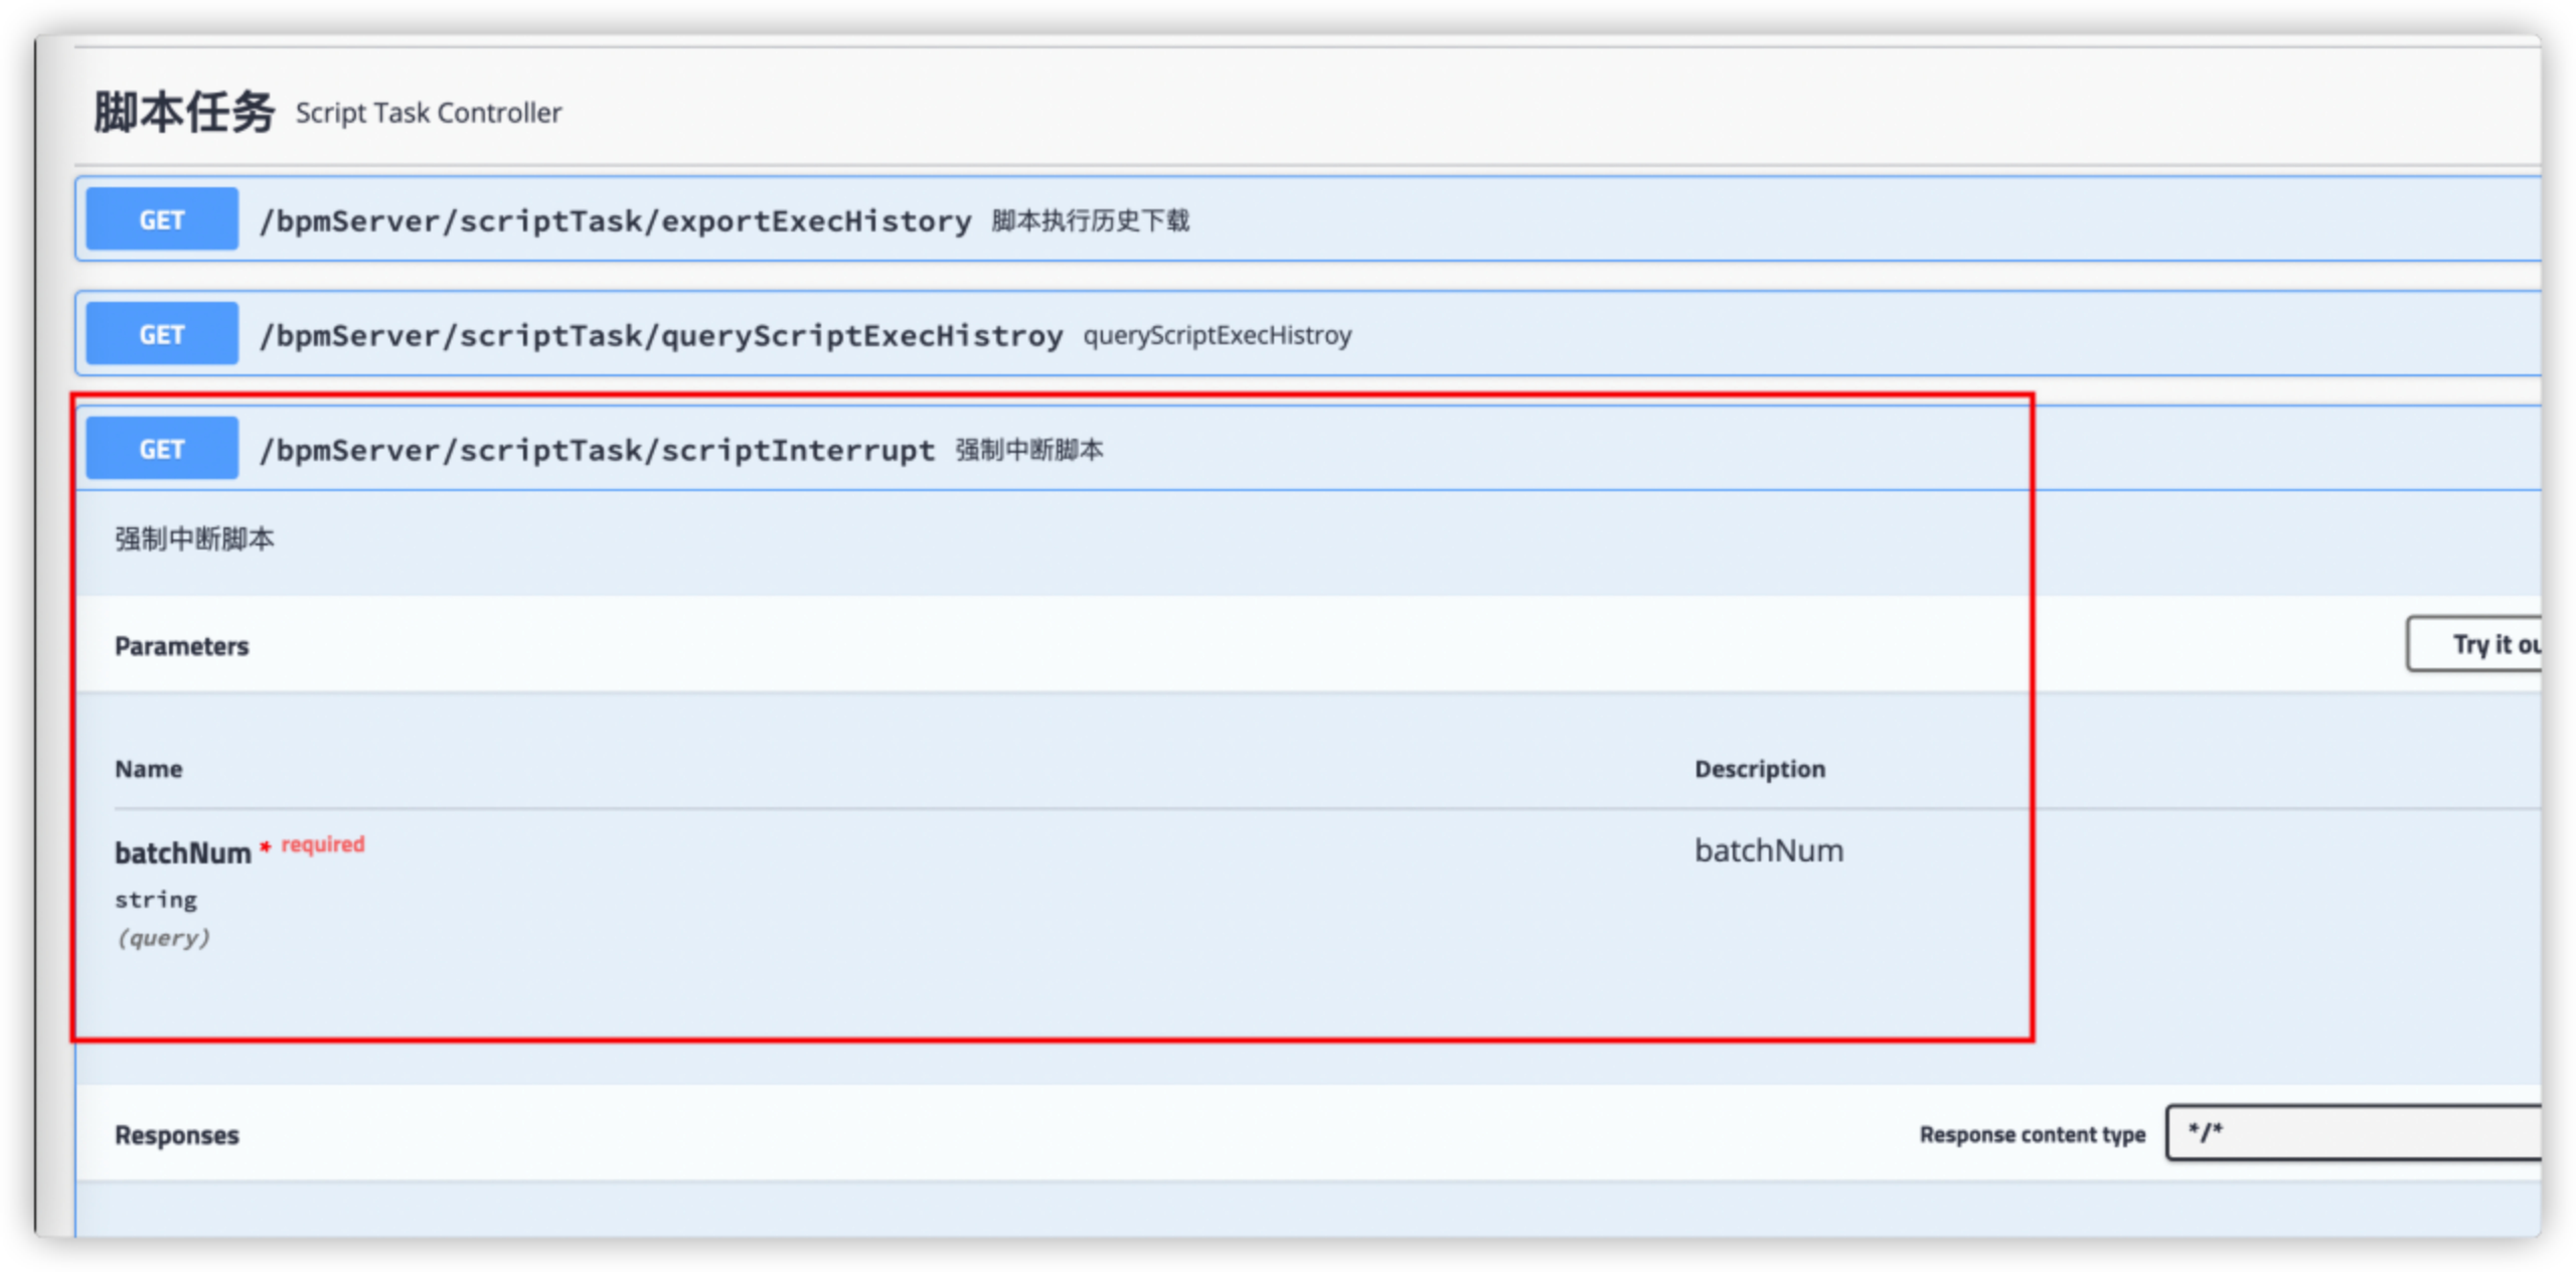 脚本任务 Script Task Controller
GET /bpmServer/scriptTask/exportExecHistory 脚本执行历史下载
GET /bpmServer/scriptTask/queryScriptExecHistroy queryScriptExecHistroy
GET /bpmServer/scriptTask/scriptInterrupt 强制中断脚本
强制中断脚本
Parameters Try it ou
Name Description
batchNum * required batchNum
string
(query)
Responses Response content type */*